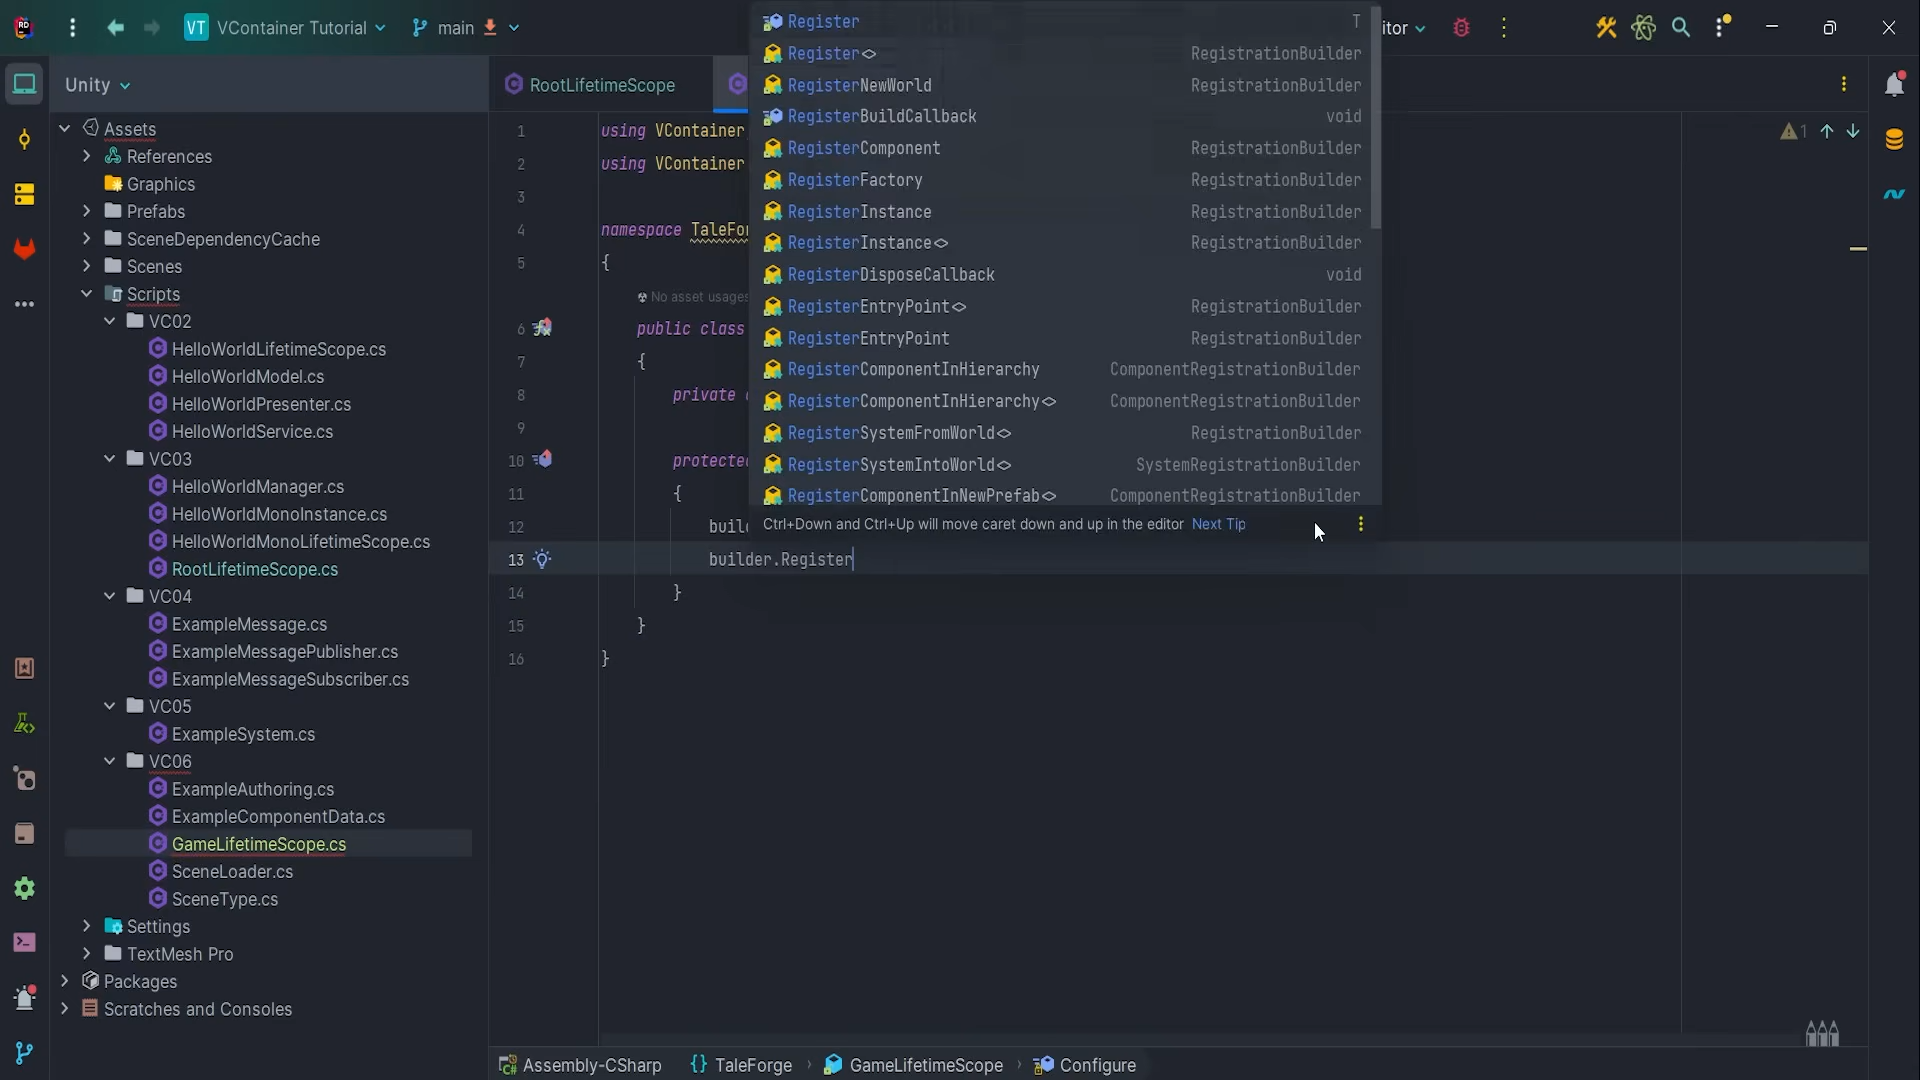 VT VContainer Tutorial
main
itor
Unity
Assets
References
Graphics
Prefabs
SceneDependencyCache
Scenes
Scripts
VC02
HelloWorldLifetimeScope.cs
HelloWorldModel.cs
HelloWorldPresenter.cs
HelloWorldService.cs
VC03
HelloWorldManager.cs
HelloWorldMonoInstance.cs
HelloWorldMonoLifetimeScope.cs
RootLifetimeScope.cs
VC04
ExampleMessage.cs
ExampleMessagePublisher.cs
ExampleMessageSubscriber.cs
VC05
ExampleSystem.cs
VC06
ExampleAuthoring.cs
ExampleComponentData.cs
GameLifetimeScope.cs
SceneLoader.cs
SceneType.cs
Settings
TextMesh Pro
Packages
Scratches and Consoles
RootLifetimeScope
1 using VContainer
2 using VContainer
3
4 namespace TaleFor
5 {
No asset usages
6 public class
7 {
8 private
9
10 protected
11 {
12 buil
13 builder.Register
14 }
15 }
16 }
Register T
Register<> RegistrationBuilder
RegisterNewWorld RegistrationBuilder
RegisterBuildCallback void
RegisterComponent RegistrationBuilder
RegisterFactory RegistrationBuilder
RegisterInstance RegistrationBuilder
RegisterInstance<> RegistrationBuilder
RegisterDisposeCallback void
RegisterEntryPoint<> RegistrationBuilder
RegisterEntryPoint RegistrationBuilder
RegisterComponentInHierarchy ComponentRegistrationBuilder
RegisterComponentInHierarchy<> ComponentRegistrationBuilder
RegisterSystemFromWorld<> RegistrationBuilder
RegisterSystemIntoWorld<> SystemRegistrationBuilder
RegisterComponentInNewPrefab<> ComponentRegistrationBuilder
Ctrl+Down and Ctrl+Up will move caret down and up in the editor Next Tip
1
Assembly-CSharp {} TaleForge › GameLifetimeScope › Configure